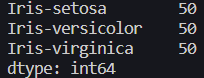 Iris-setosa        50
Iris-versicolor    50
Iris-virginica     50
dtype: int64